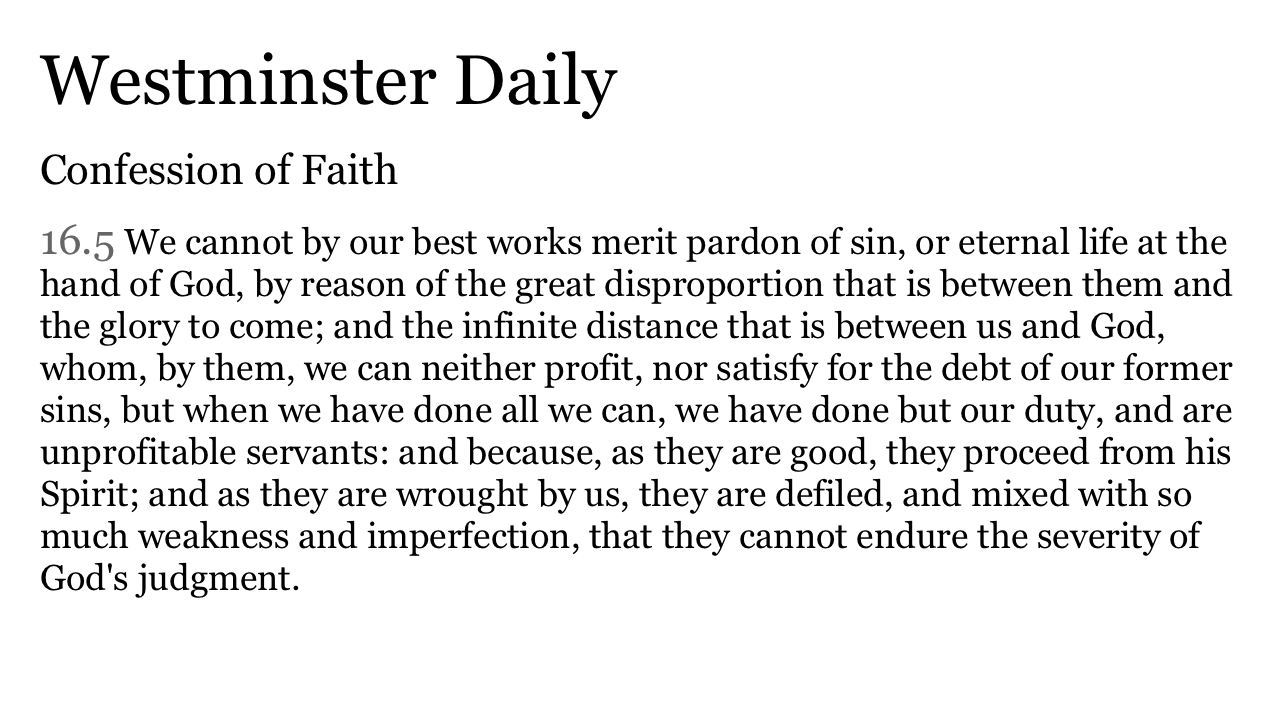 Westminster Daily
Confession of Faith
16.5 We cannot by our best works merit pardon of sin, or eternal life at the
hand of God, by reason of the great disproportion that is between them and
the glory to come; and the infinite distance that is between us and God,
whom, by them, we can neither profit, nor satisfy for the debt of our former
sins, but when we have done all we can, we have done but our duty, and are
unprofitable servants: and because, as they are good, they proceed from his
Spirit; and as they are wrought by us, they are defiled, and mixed with so
much weakness and imperfection, that they cannot endure the severity of
God's judgment.